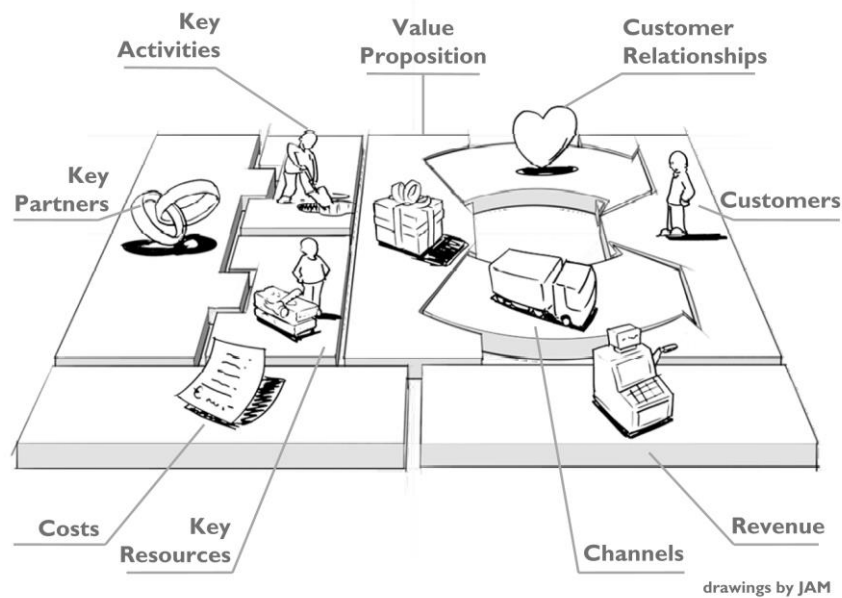 Key
Activities
Value
Proposition
Customer
Relationships
Key
Partners
Customers
Costs
Key
Resources
Channels
Revenue
drawings by JAM